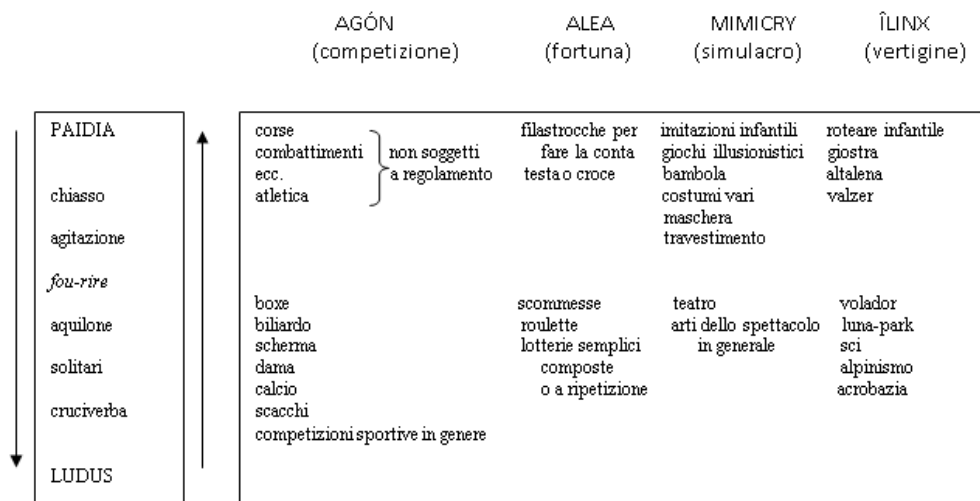 AGÓN ALEA MIMICRY ÎLINX
(competizione) (fortuna) (simulacro) (vertigine)
PAIDIA corse filastrocche per imitazioni infantili roteare infantile
combattimenti non soggetti fare la conta giochi illusionistici giostra
ecc. a regolamento testa o croce bambola altalena
chiasso atletica costumi vari valzer
maschera
agitazione travestimento
fou-rire
boxe scommesse teatro volador
aquilone biliardo roulette arti dello spettacolo luna-park
scherma lotterie semplici in generale sci
solitari dama composte alpinismo
calcio o a ripetizione acrobazia
cruciverba scacchi
competizioni sportive in genere
LUDUS